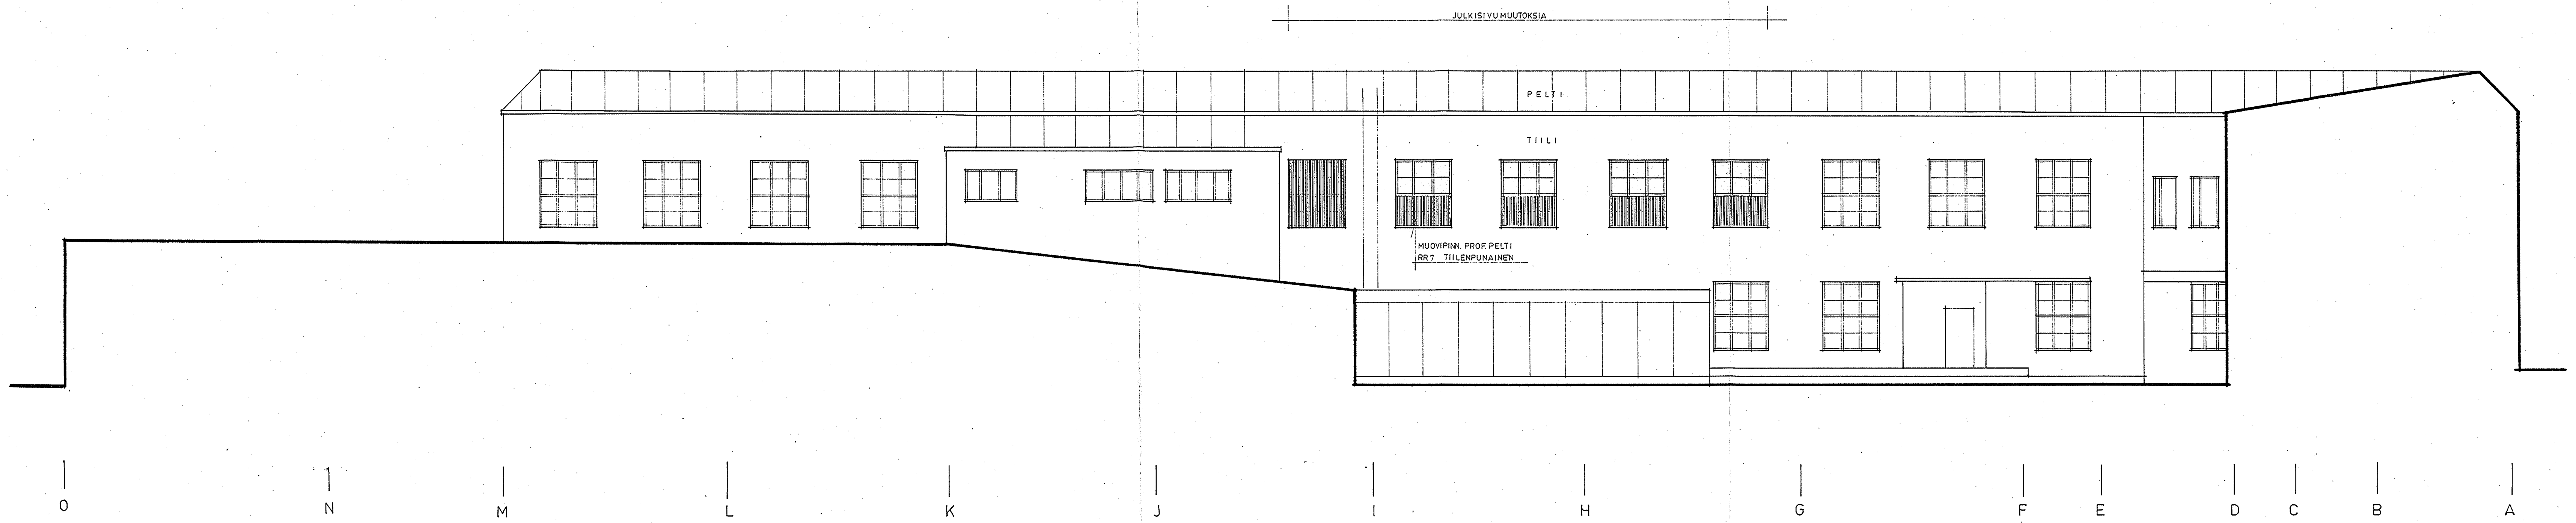 JULKISIVUMUUTOKSIA
PELTI
TIILI
MUOVIPINN. PROF. PELTI
RR7 TIILENPUNAINEN
O N M L K J I H G F E D C B A